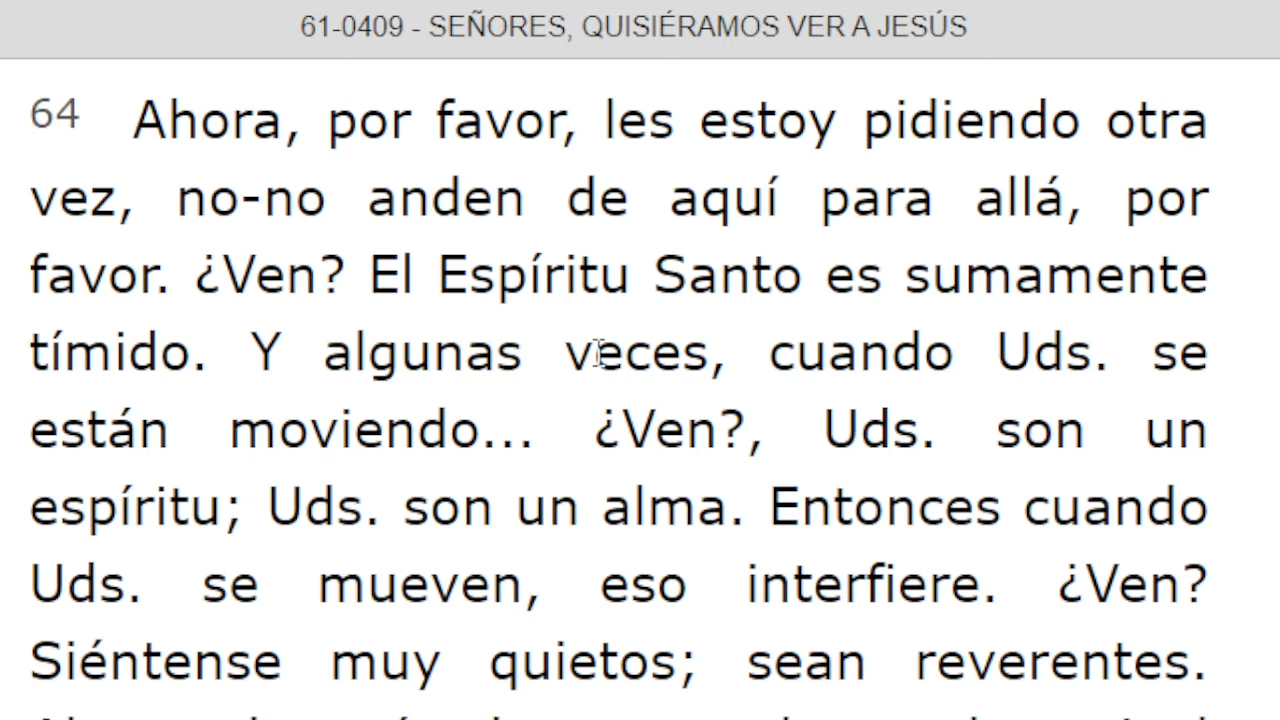 61-0409 - SEÑORES, QUISIÉRAMOS VER A JESÚS
64 Ahora, por favor, les estoy pidiendo otra
vez, no-no anden de aquí para allá, por
favor. ¿Ven? El Espíritu Santo es sumamente
tímido. Y algunas veces, cuando Uds. se
están moviendo... ¿Ven?, Uds. son un
espíritu; Uds. son un alma. Entonces cuando
Uds. se mueven, eso interfiere. ¿Ven?
Siéntense muy quietos; sean reverentes.